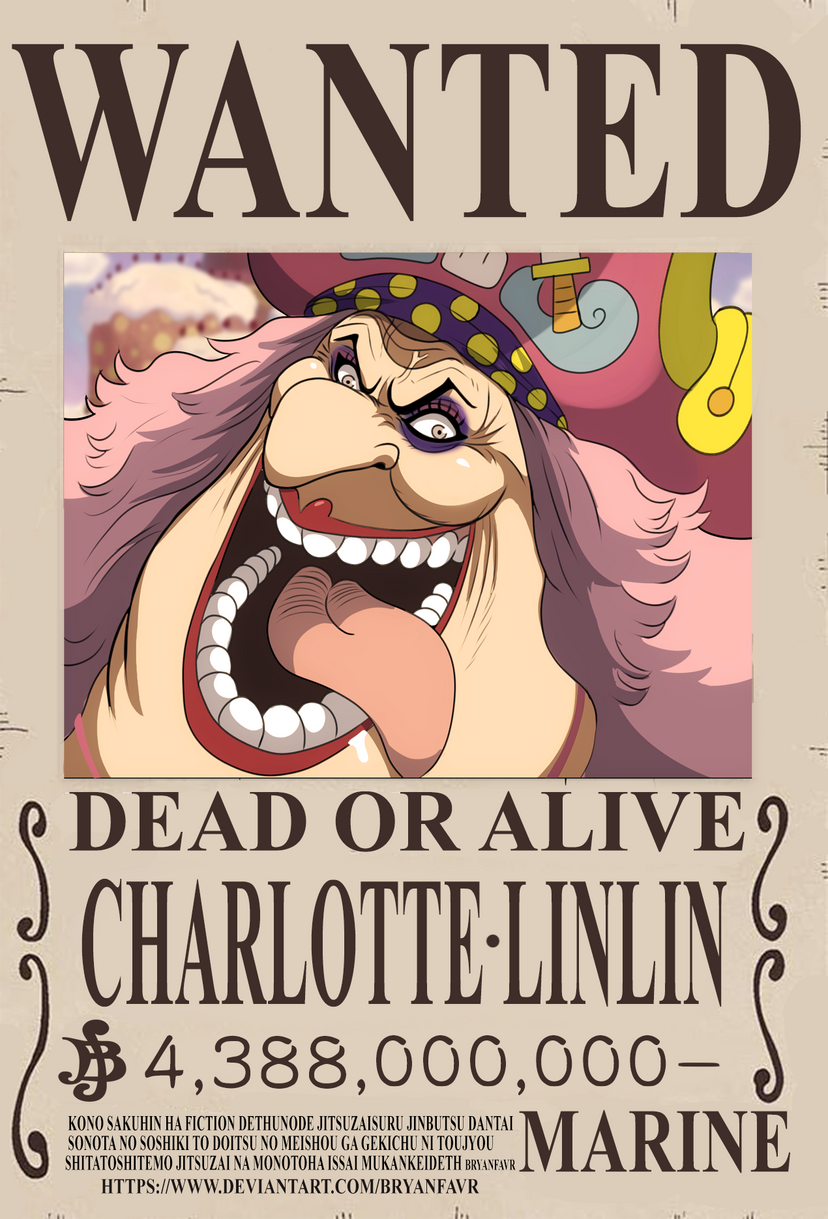 WANTED
DEAD OR ALIVE
CHARLOTTE·LINLIN
฿ 4,388,000,000–
KONO SAKUHIN HA FICTION DETHUNODE JITSUZAISURU JINBUTSU DANTAI
SONOTA NO SOSHIKI TO DOITSU NO MEISHOU GA GEKICHU NI TOUJYOU
SHITATOSHITEMO JITSUZAI NA MONOTOHA ISSAI MUKANKEIDETH BRYANFAVR
MARINE
HTTPS://WWW.DEVIANTART.COM/BRYANFAVR